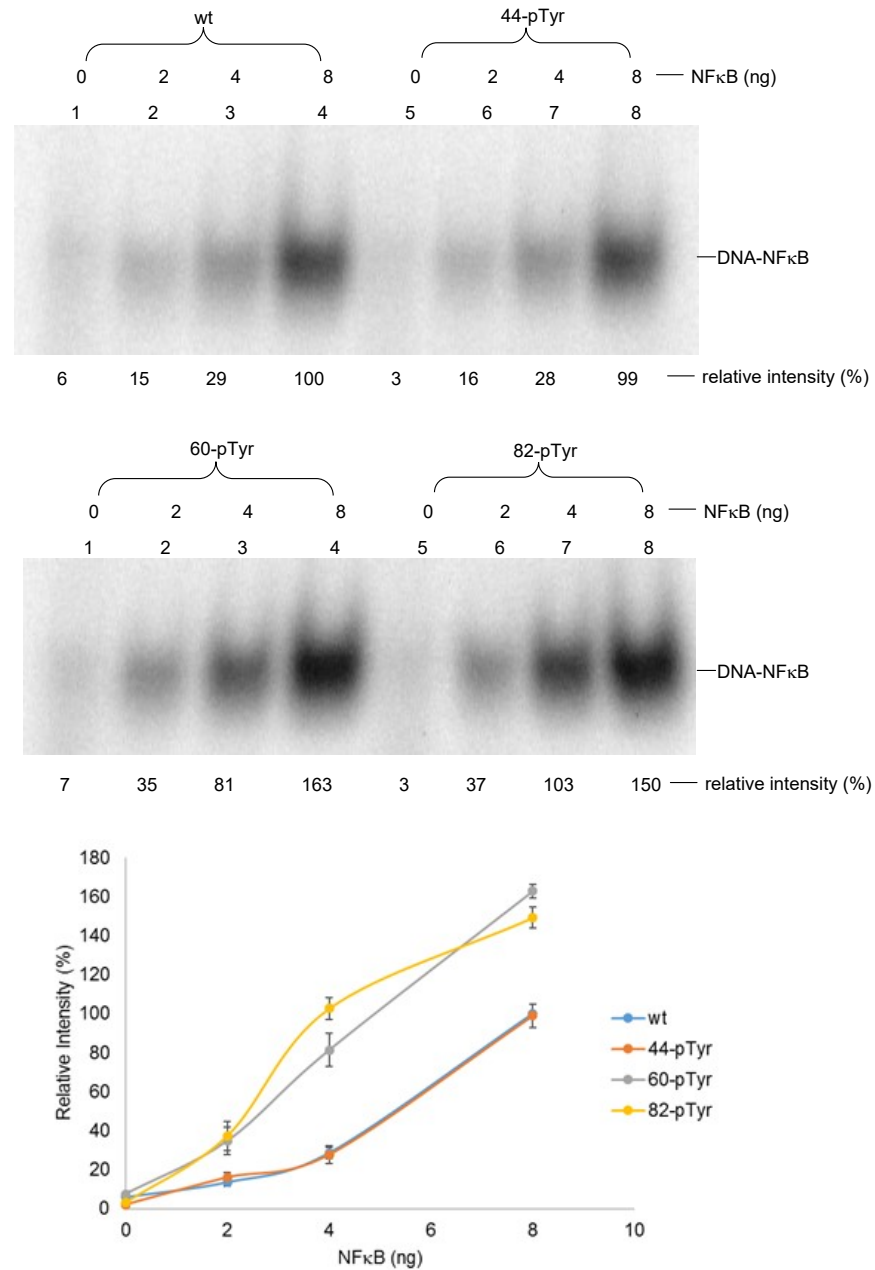 wt 44-pTyr
0 2 4 8 0 2 4 8 NFκB (ng)
1 2 3 4 5 6 7 8
DNA-NFκB
6 15 29 100 3 16 28 99 relative intensity (%)
60-pTyr 82-pTyr
0 2 4 8 0 2 4 8 NFκB (ng)
1 2 3 4 5 6 7 8
DNA-NFκB
7 35 81 163 3 37 103 150 relative intensity (%)
Relative Intensity (%)
180
160
140
120
100
80
60
40
20
0
0 2 4 6 8 10
NFκB (ng)
wt
44-pTyr
60-pTyr
82-pTyr